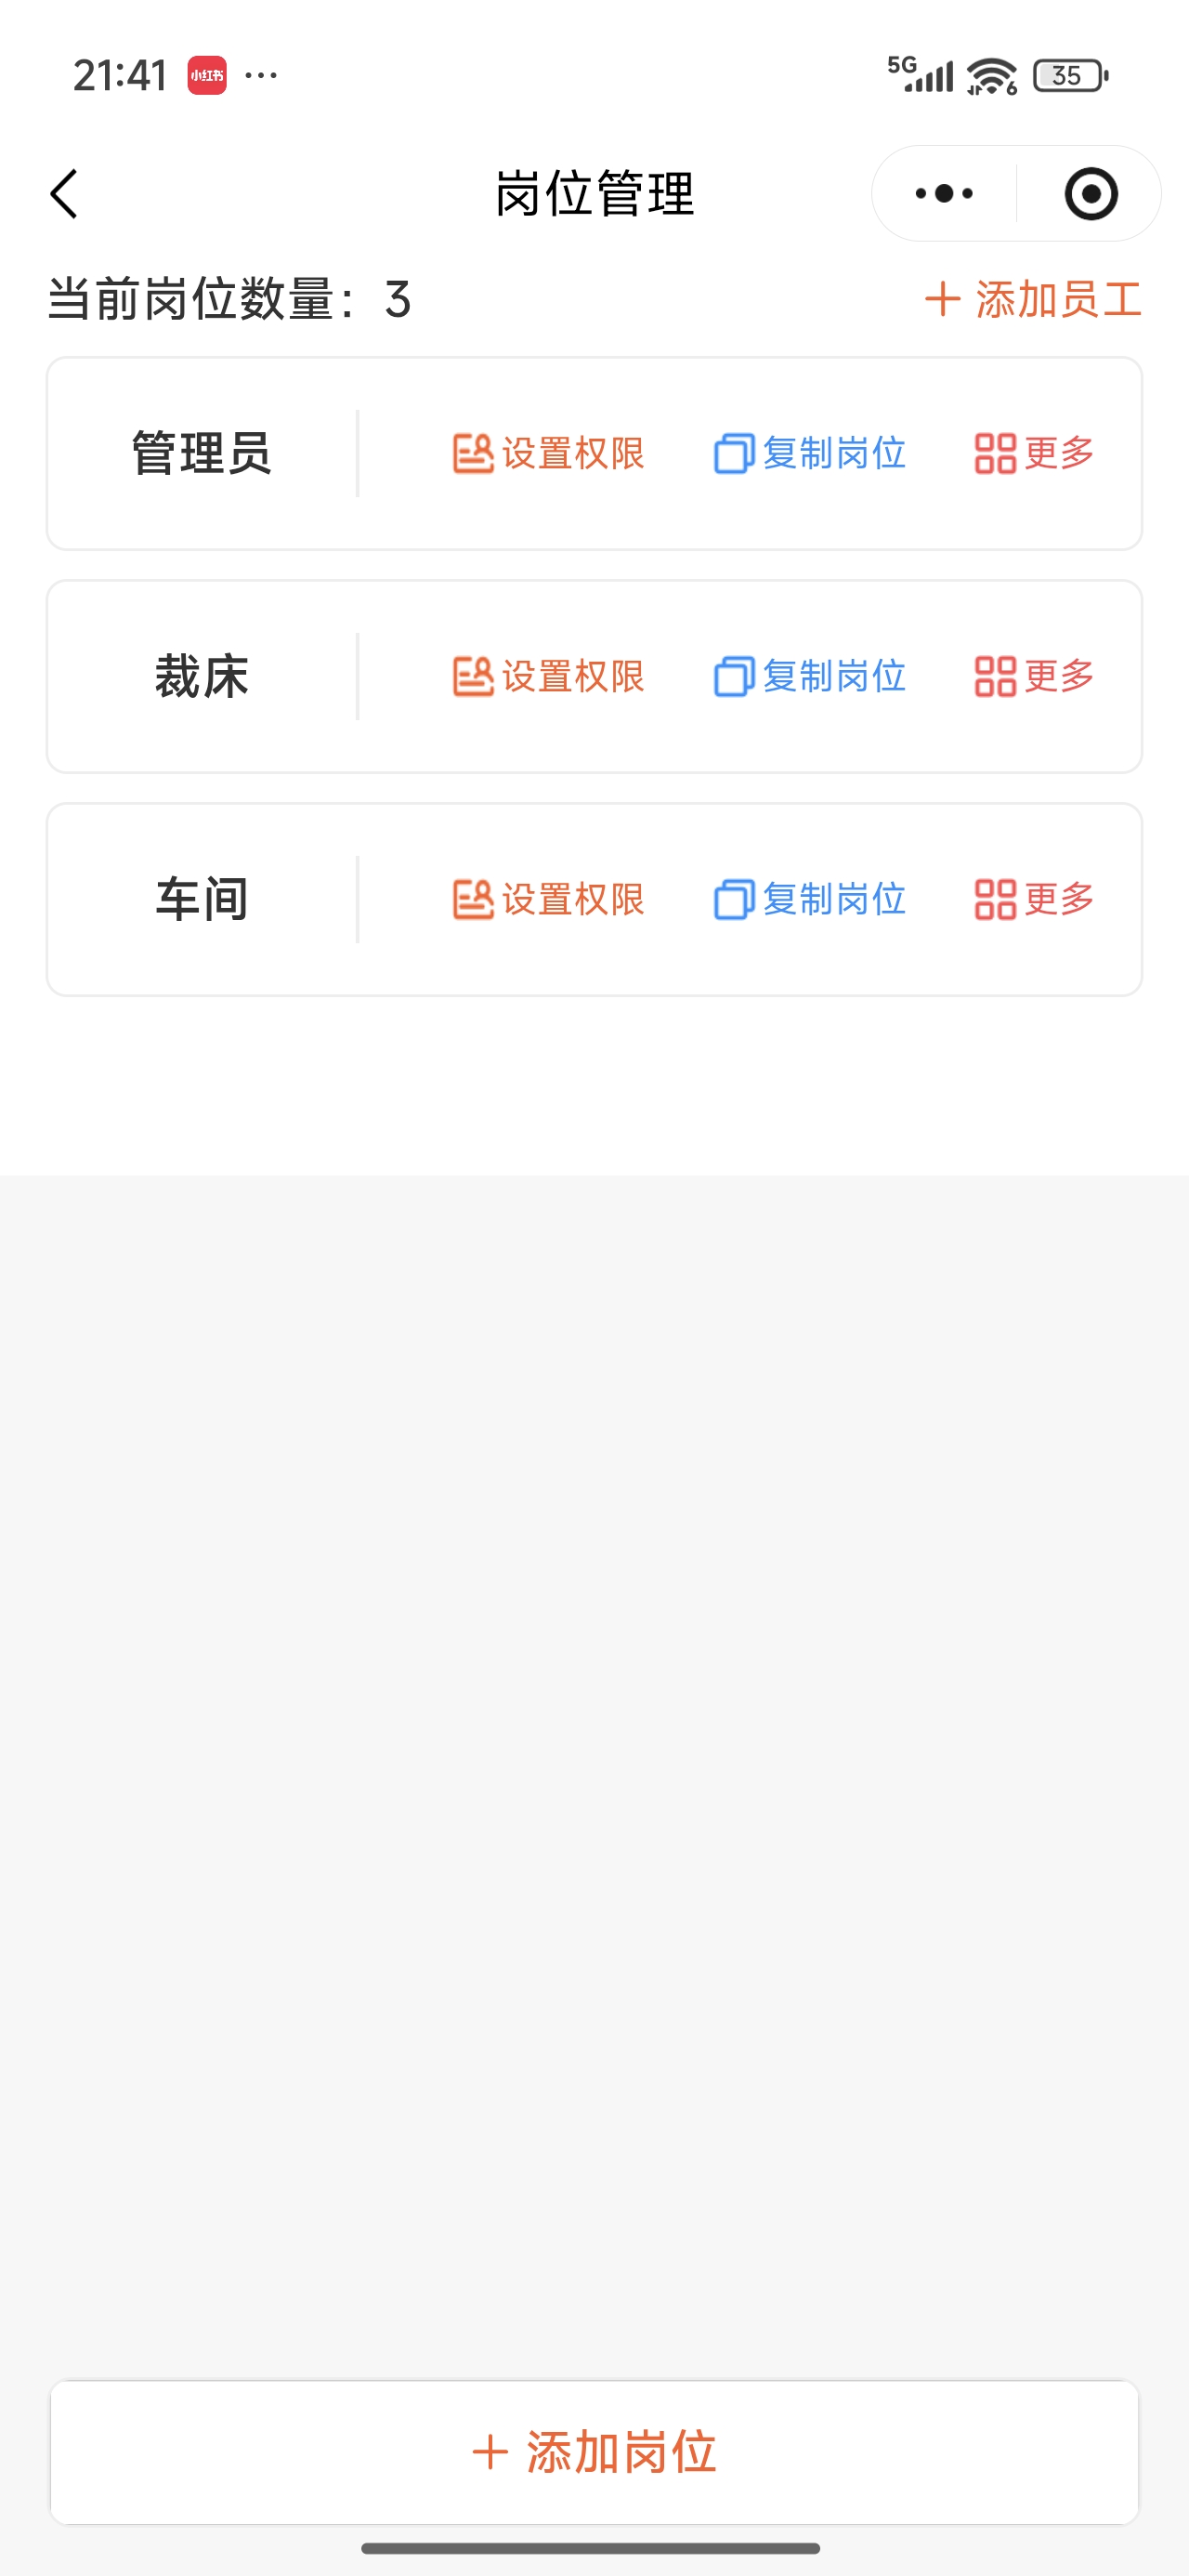 21:41 小红书 ··· 5G 6 35
岗位管理
当前岗位数量：3 + 添加员工
管理员 设置权限 复制岗位 更多
裁床 设置权限 复制岗位 更多
车间 设置权限 复制岗位 更多
+ 添加岗位